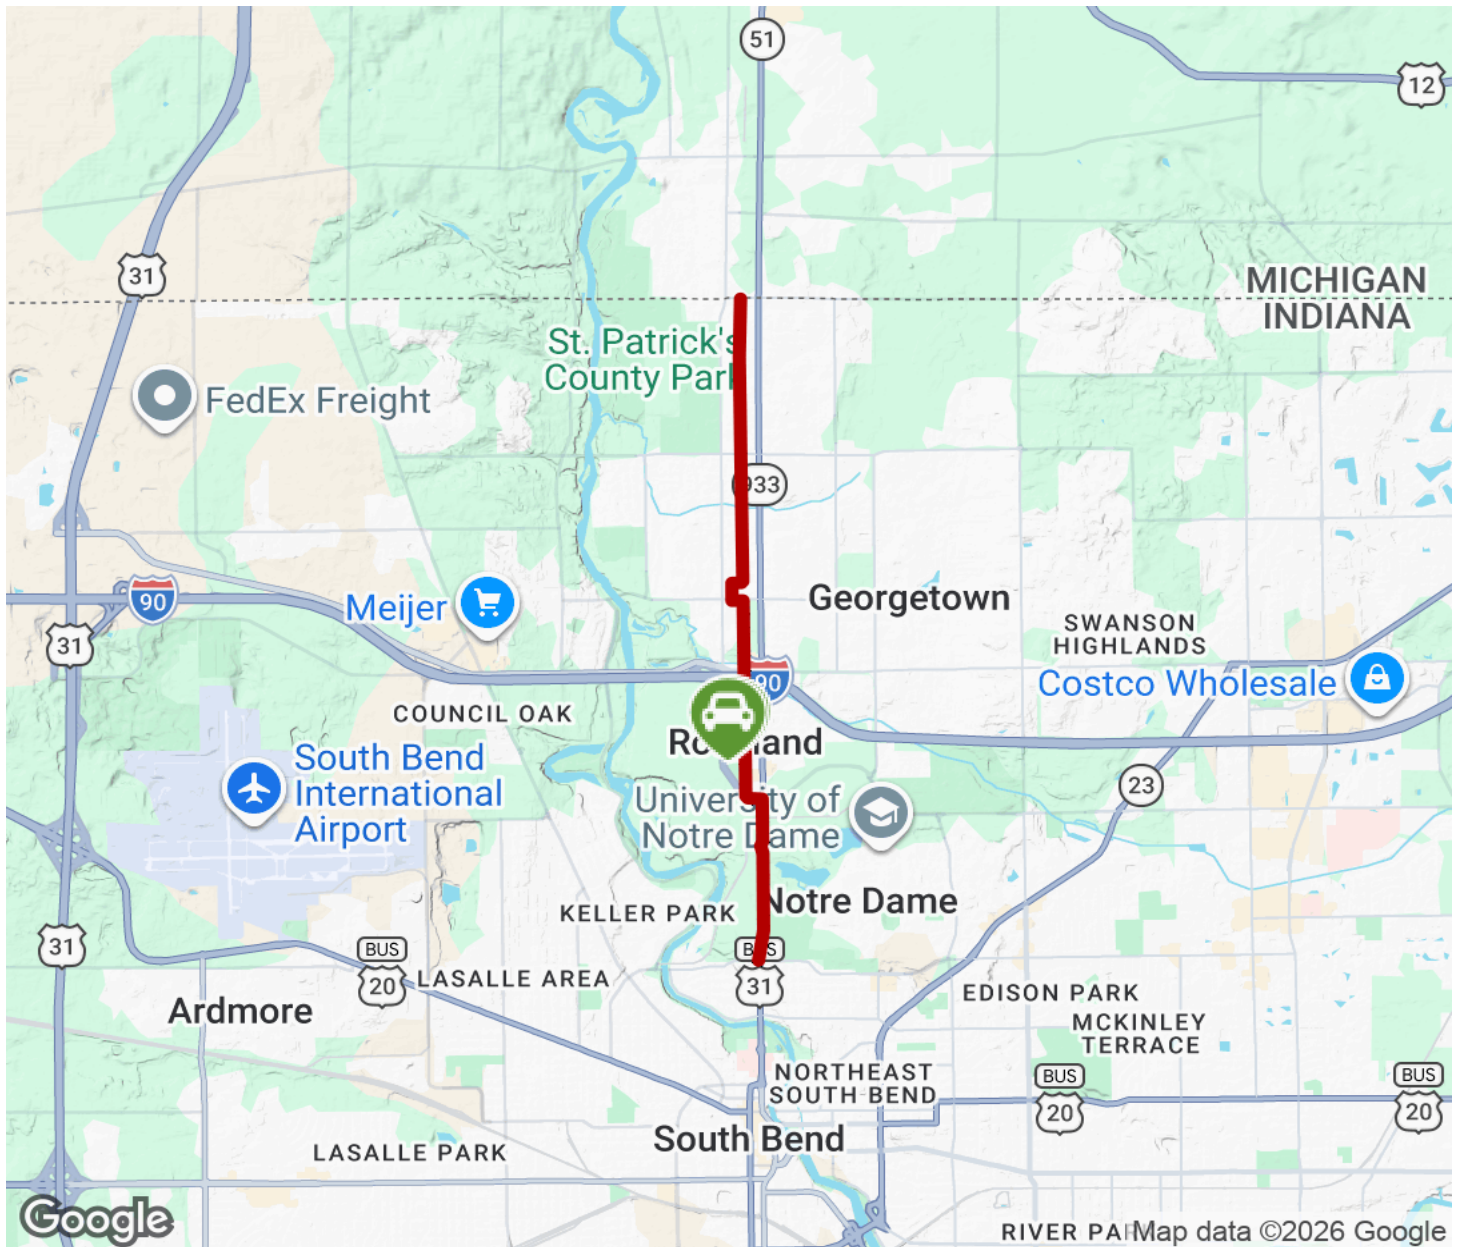 51
12
31
MICHIGAN
INDIANA
St. Patrick's
County Park
FedEx Freight
933
90
Meijer
Georgetown
31
SWANSON
HIGHLANDS
90
Costco Wholesale
COUNCIL OAK
South Bend
International
Airport
23
University of
Notre Dame
Notre Dame
KELLER PARK
31
BUS
20
BUS
31
LASALLE AREA
EDISON PARK
Ardmore
MCKINLEY
TERRACE
NORTHEAST
SOUTH BEND
BUS
20
BUS
20
South Bend
LASALLE PARK
Google
RIVER PA
Map data ©2026 Google